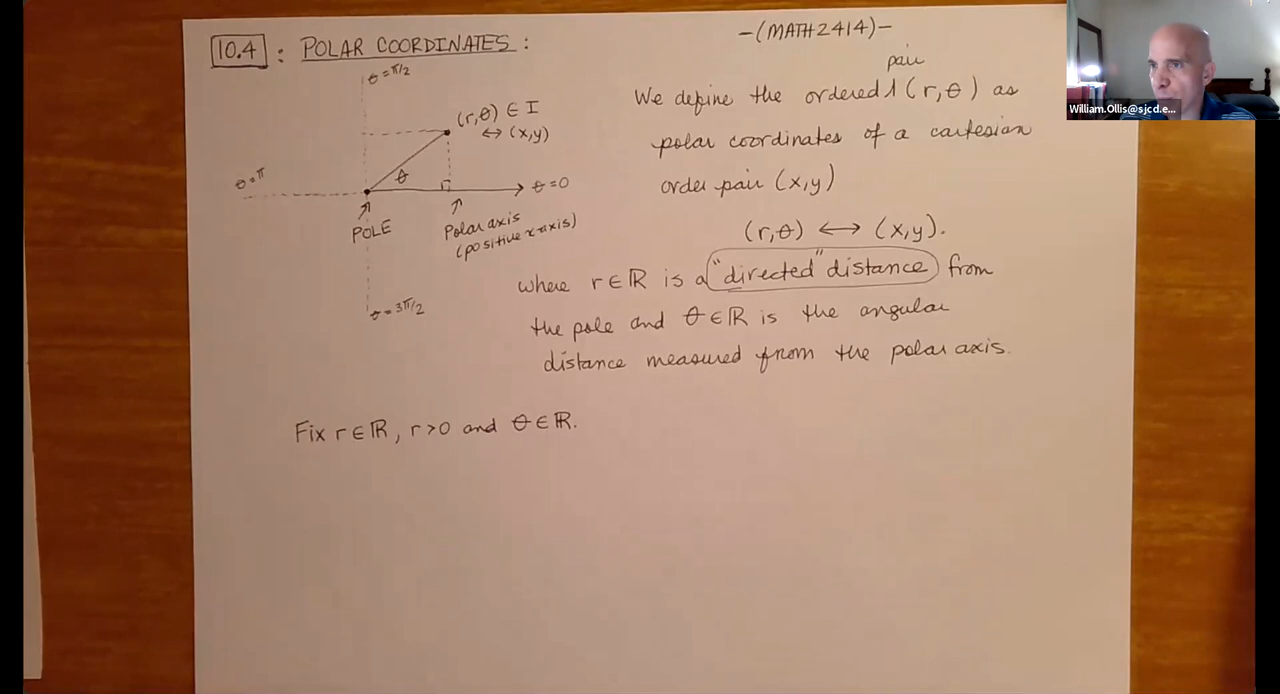 10.4 : POLAR COORDINATES :
-(MATH2414)-
θ = π/2
(r,θ) ∈ I
↔ (x,y)
θ
θ=π
θ=0
POLE
Polar axis
(positive x-axis)
θ = 3π/2
pair
We define the ordered ∧ (r,θ) as
polar coordinates of a cartesian
order pair (x,y)
(r,θ) ↔ (x,y).
where r∈ℝ is a "directed" distance from
the pole and θ∈ℝ is the angular
distance measured from the polar axis.
Fix r∈ℝ, r>0 and θ∈ℝ.
William.Ollis@sjcd.e...